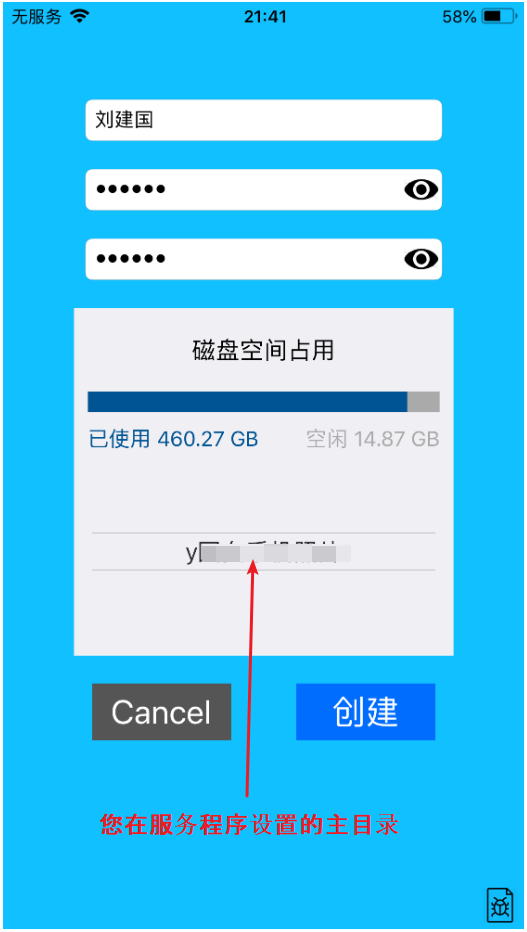 无服务 21:41 58%
刘建国
••••••
••••••
磁盘空间占用
已使用 460.27 GB 空闲 14.87 GB
y
Cancel 创建
您在服务程序设置的主目录